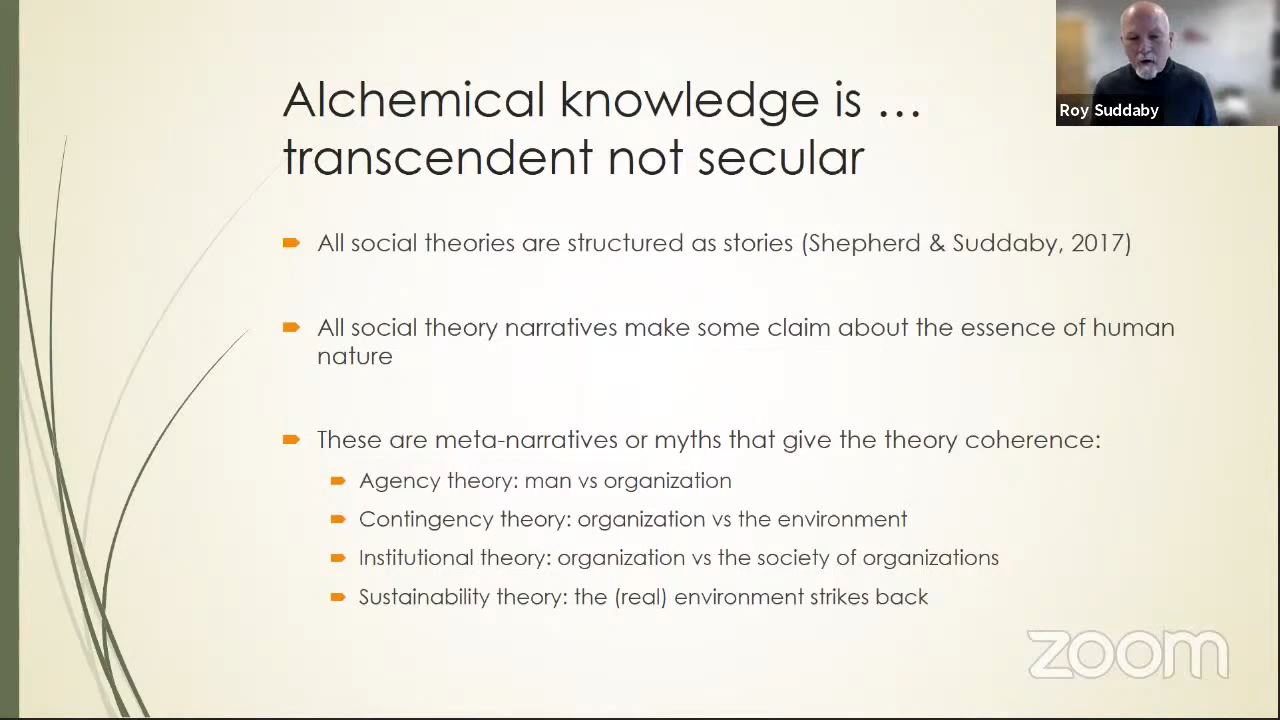 Alchemical knowledge is …
transcendent not secular
Roy Suddaby
All social theories are structured as stories (Shepherd & Suddaby, 2017)
All social theory narratives make some claim about the essence of human
nature
These are meta-narratives or myths that give the theory coherence:
Agency theory: man vs organization
Contingency theory: organization vs the environment
Institutional theory: organization vs the society of organizations
Sustainability theory: the (real) environment strikes back
zoom